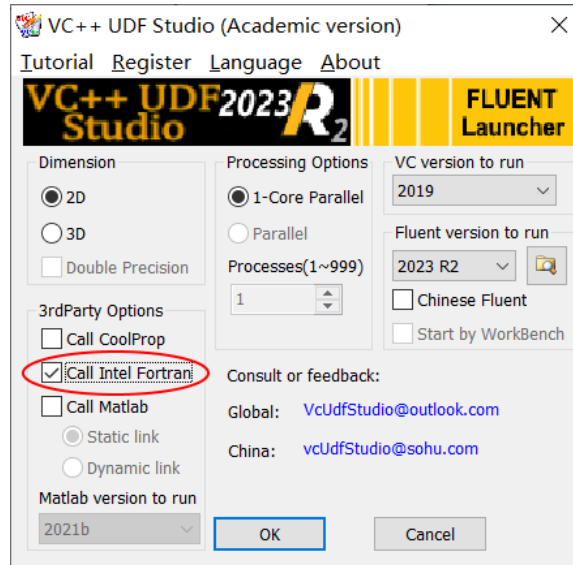 VC++ UDF Studio (Academic version)
Tutorial Register Language About
VC++ UDF Studio 2023 R2 FLUENT Launcher
Dimension
2D
3D
Double Precision
3rdParty Options
Call CoolProp
Call Intel Fortran
Call Matlab
Static link
Dynamic link
Matlab version to run
2021b
Processing Options
1-Core Parallel
Parallel
Processes(1~999)
1
VC version to run
2019
Fluent version to run
2023 R2
Chinese Fluent
Start by WorkBench
Consult or feedback:
Global: VcUdfStudio@outlook.com
China: vcUdfStudio@sohu.com
OK
Cancel